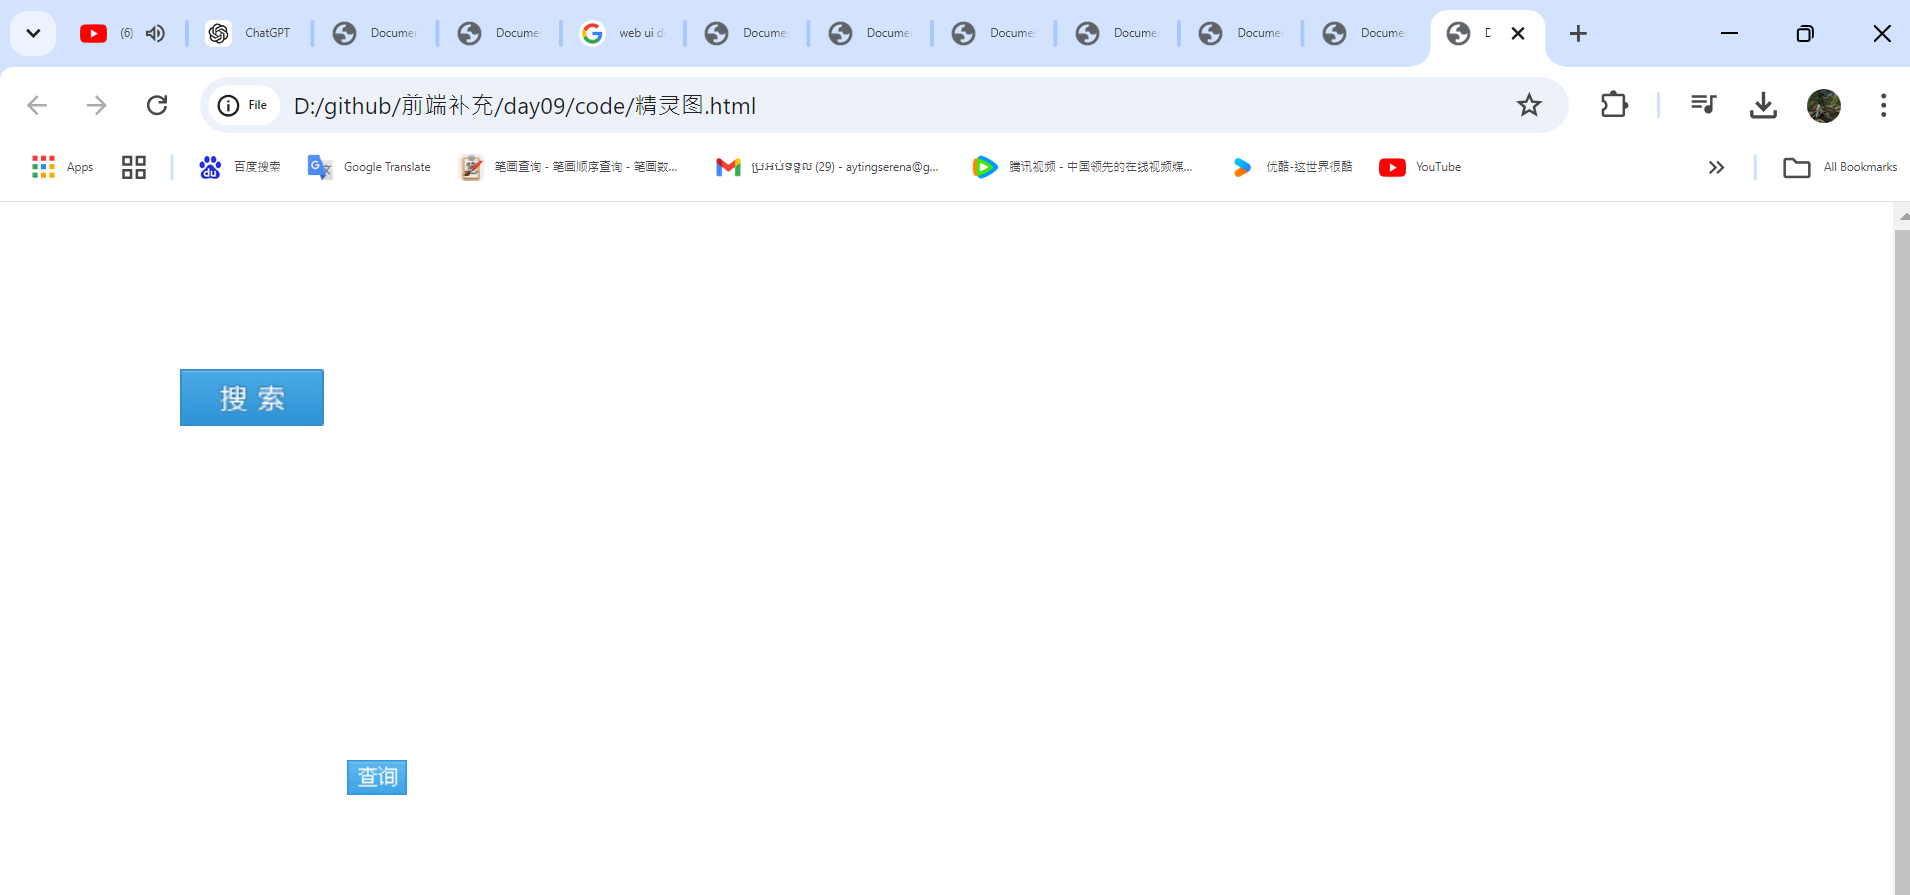 (6) ChatGPT Docume Docume web ui d Docume Docume Docume Docume Docume Docume D
File D:/github/前端补充/day09/code/精灵图.html
Apps 百度搜索 Google Translate 笔画查询 - 笔画顺序查询 - 笔画数... ប្រអប់ទទួល (29) - aytingserena@g... 腾讯视频 - 中国领先的在线视频媒... 优酷-这世界很酷 YouTube All Bookmarks
搜 索
查询